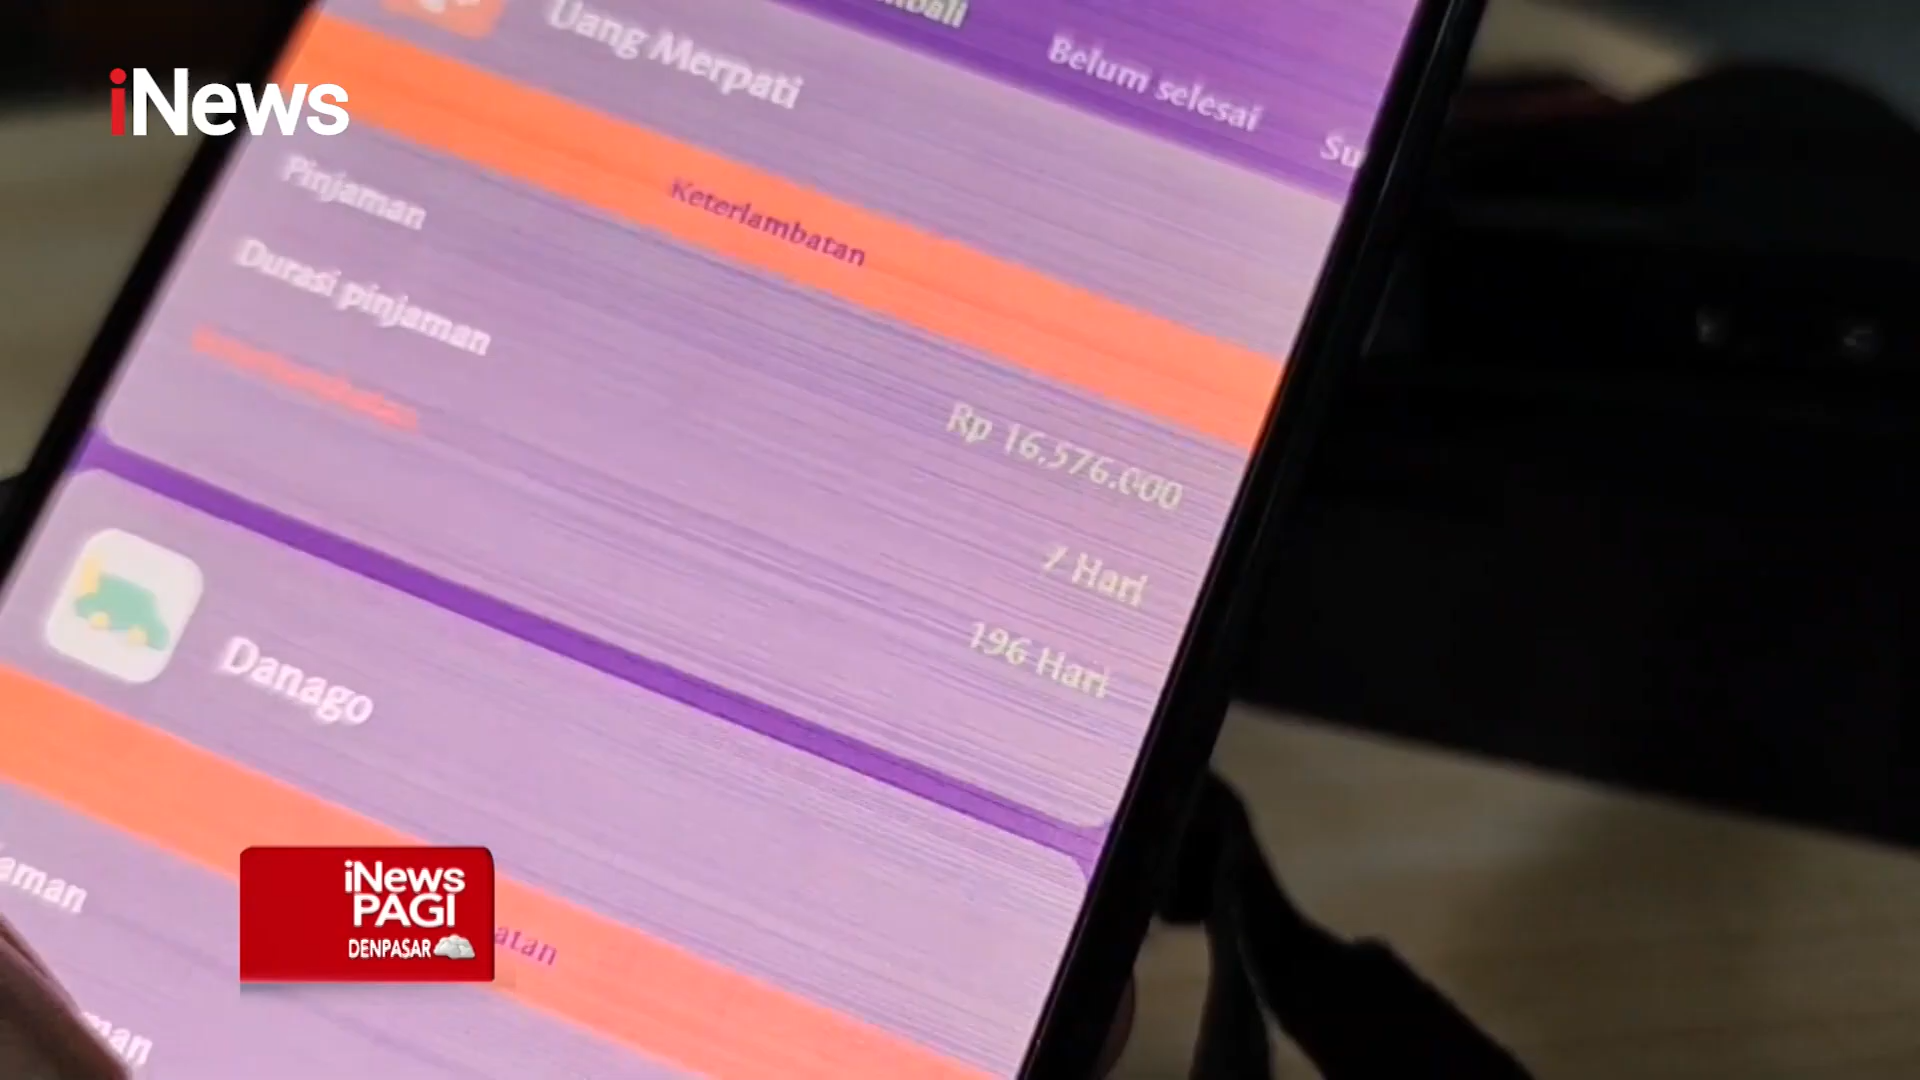 iNews
Uang Merpati
Belum selesai
Keterlambatan
Pinjaman
Rp 16.576.000
Durasi pinjaman
7 Hari
196 Hari
Danago
iNews
PAGI
DENPASAR